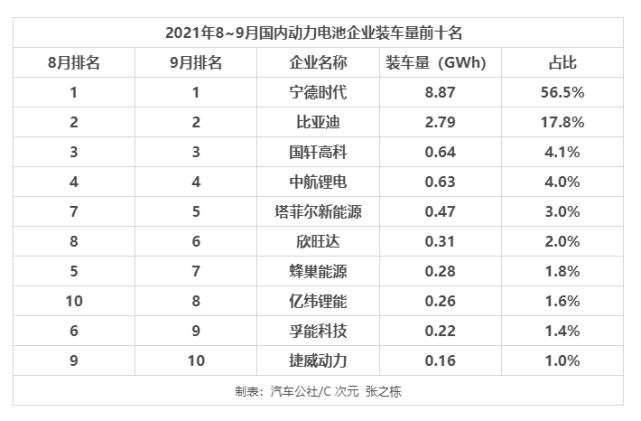 2021年8~9月国内动力电池企业装车量前十名
8月排名 9月排名 企业名称 装车量（GWh） 占比
1 1 宁德时代 8.87 56.5%
2 2 比亚迪 2.79 17.8%
3 3 国轩高科 0.64 4.1%
4 4 中航锂电 0.63 4.0%
7 5 塔菲尔新能源 0.47 3.0%
8 6 欣旺达 0.31 2.0%
5 7 蜂巢能源 0.28 1.8%
10 8 亿纬锂能 0.26 1.6%
6 9 孚能科技 0.22 1.4%
9 10 捷威动力 0.16 1.0%
制表：汽车公社/C 次元 张之栋